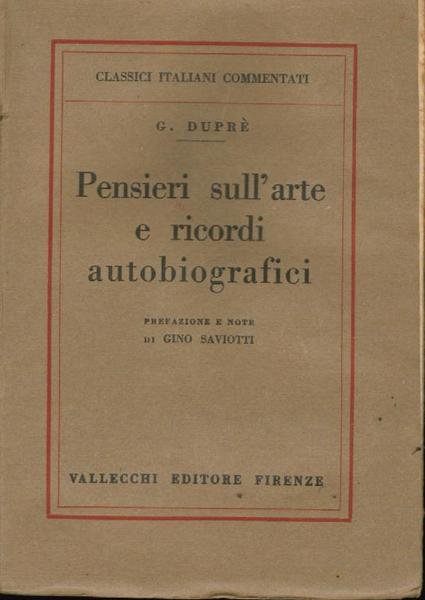 CLASSICI ITALIANI COMMENTATI
G. DUPRÈ
Pensieri sull'arte
e ricordi
autobiografici
PREFAZIONE E NOTE
DI GINO SAVIOTTI
VALLECCHI EDITORE FIRENZE